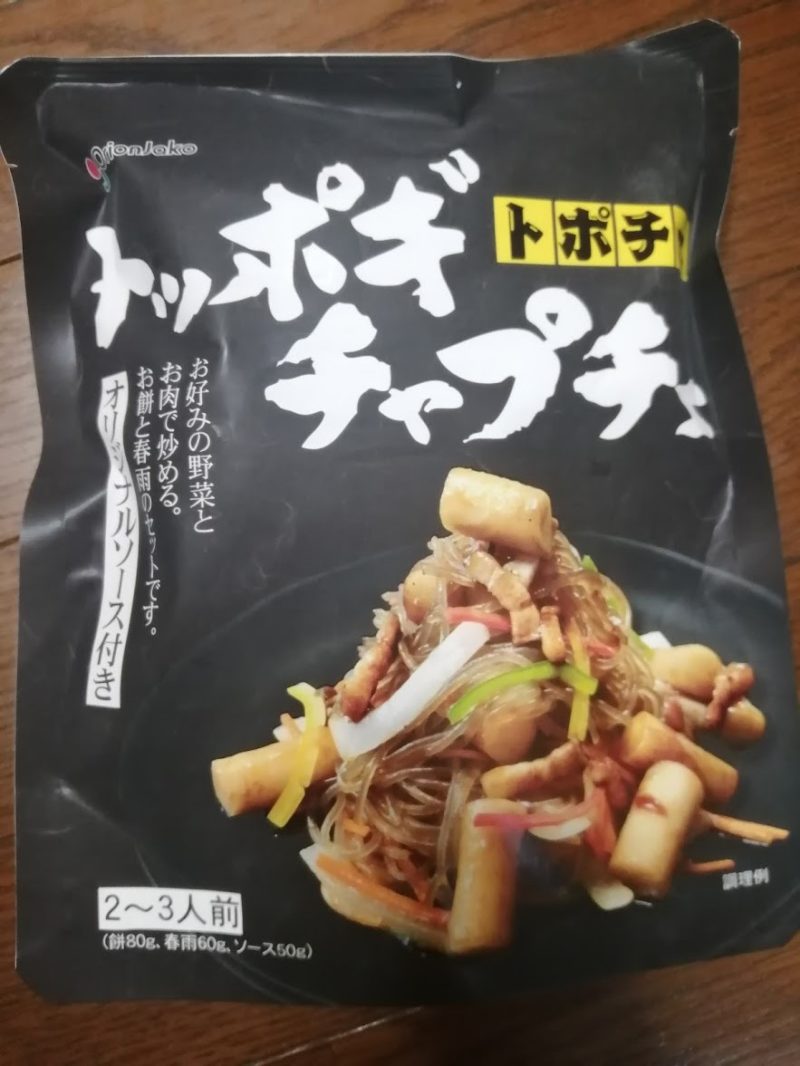 OrionJako
トッポギ
トポチャ
チャプチェ
お好みの野菜と
お肉で炒める。
お餅と春雨のセットです。
オリジナルソース付き
2〜3人前
(餅80g、春雨60g、ソース50g)
調理例